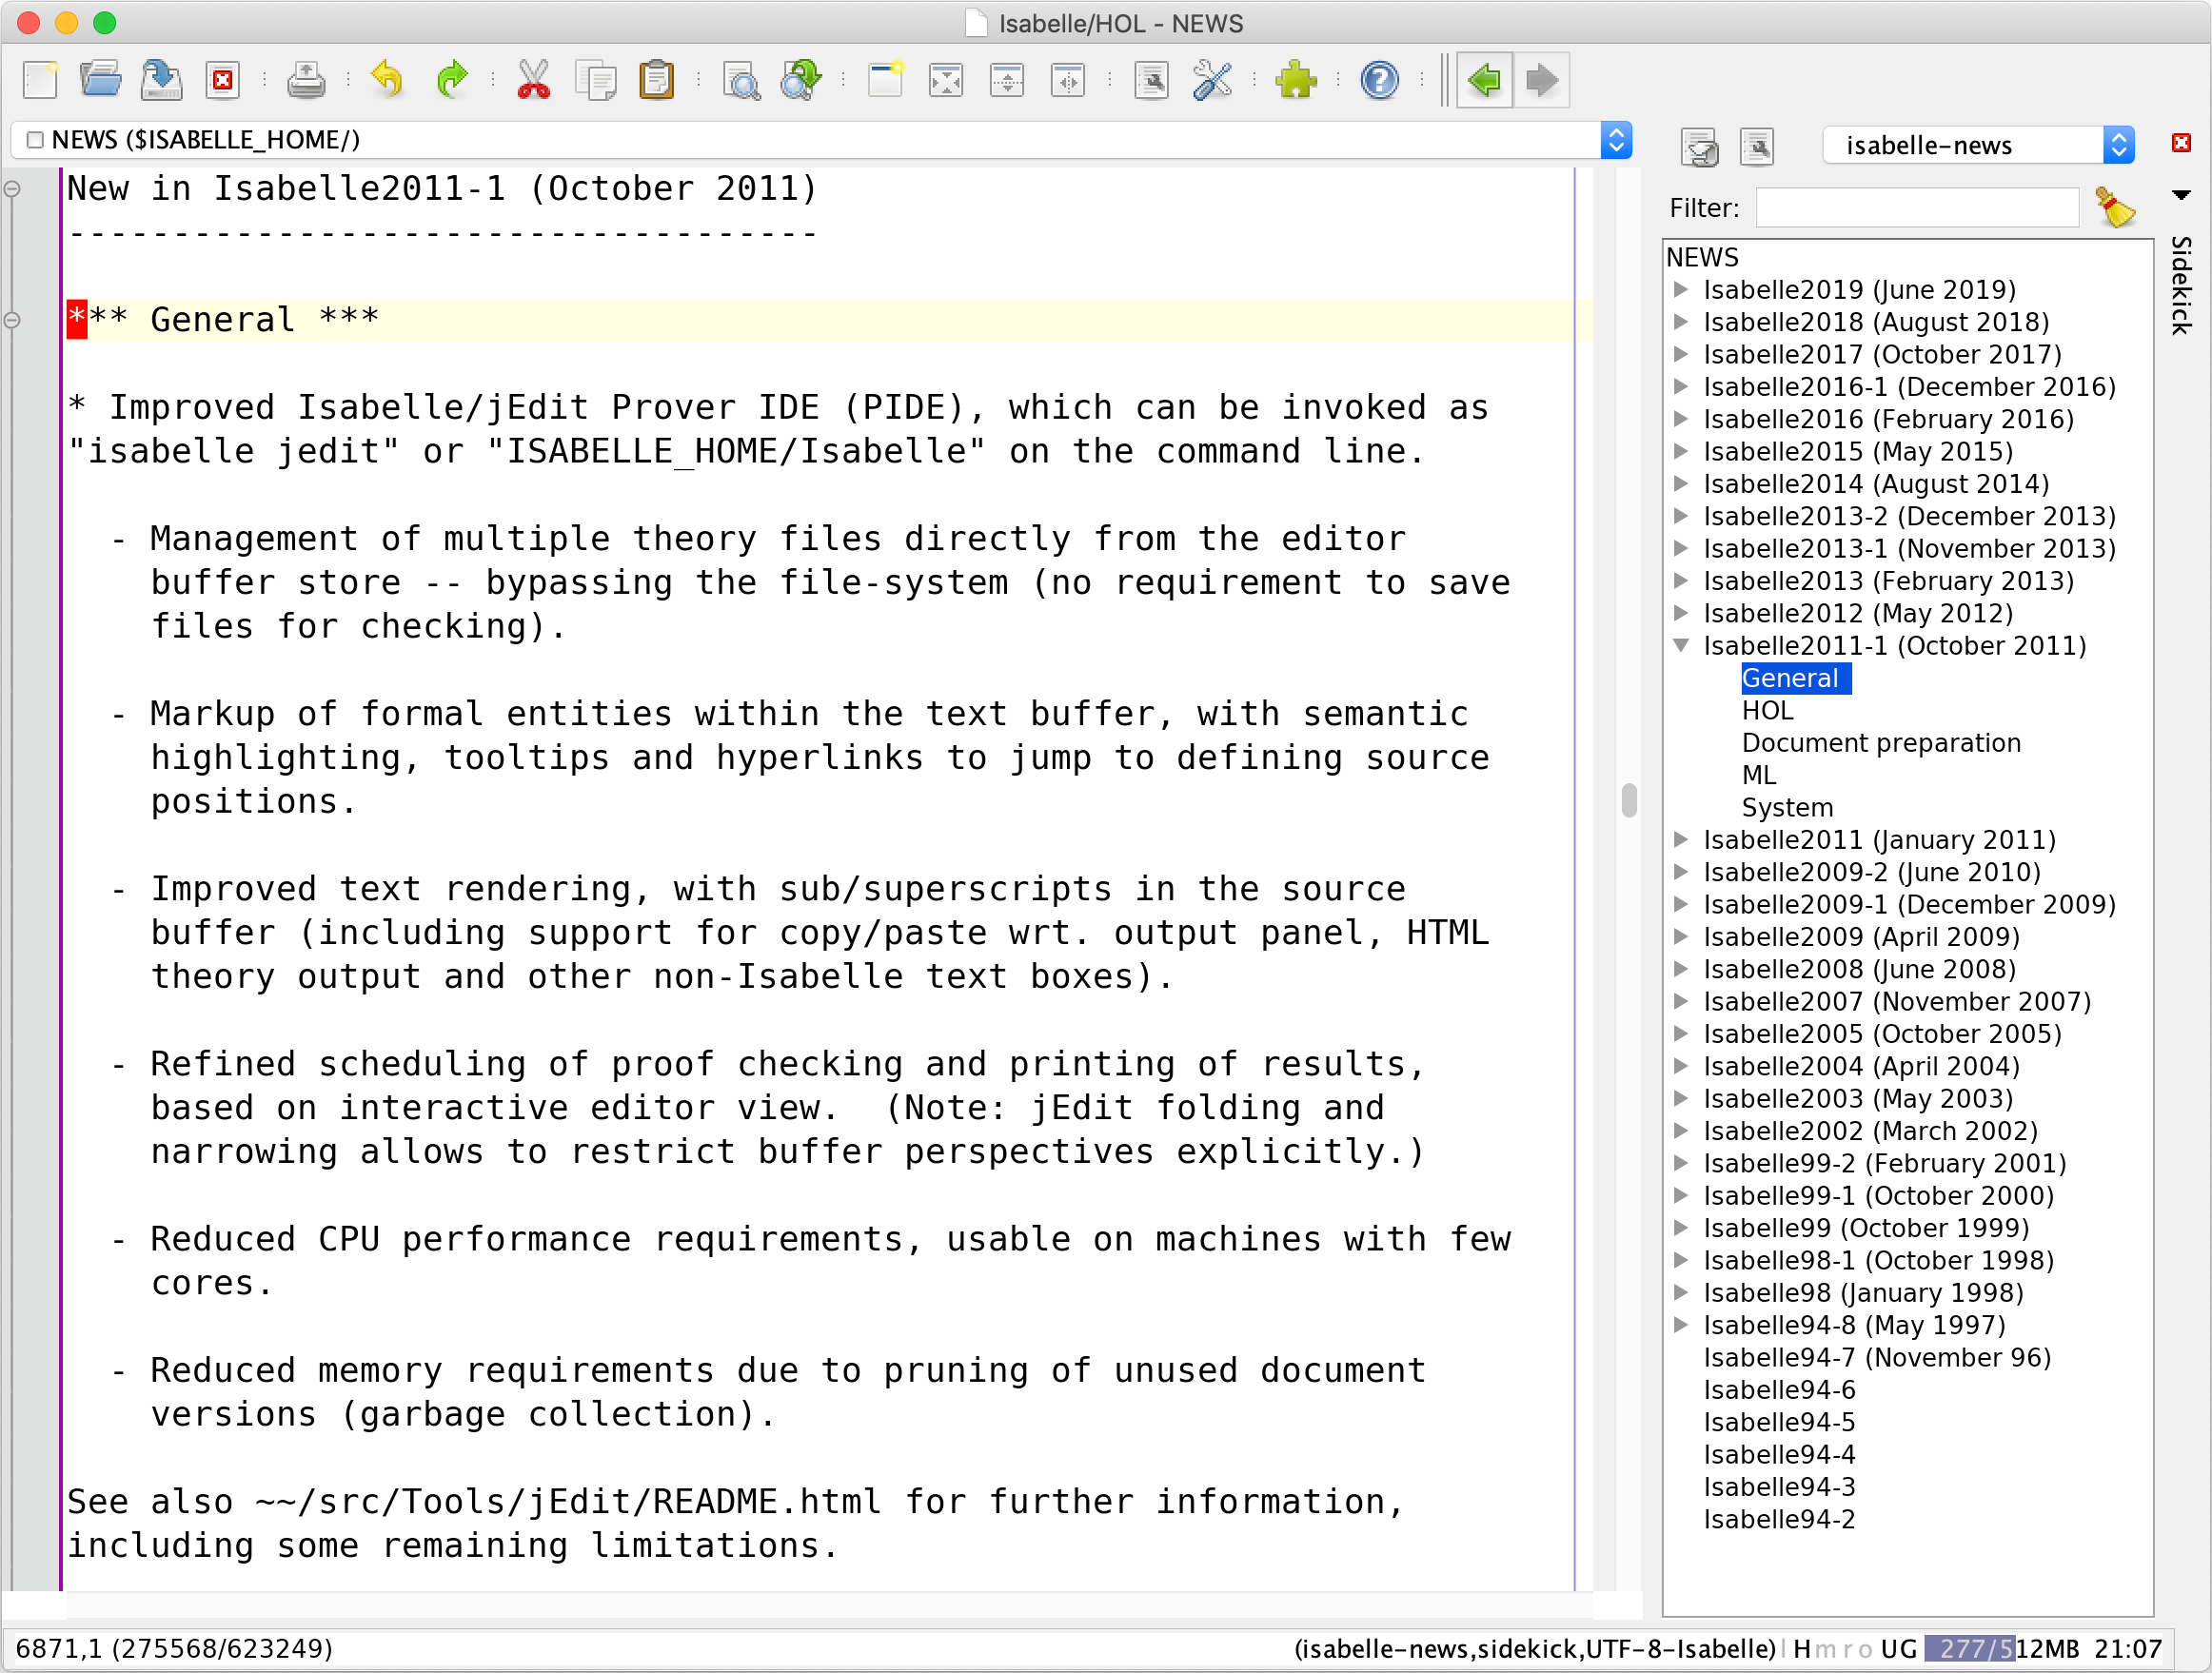 Isabelle/HOL - NEWS
NEWS ($ISABELLE_HOME/)
New in Isabelle2011-1 (October 2011)
------------------------------------
*** General ***
* Improved Isabelle/jEdit Prover IDE (PIDE), which can be invoked as
"isabelle jedit" or "ISABELLE_HOME/Isabelle" on the command line.
- Management of multiple theory files directly from the editor
buffer store -- bypassing the file-system (no requirement to save
files for checking).
- Markup of formal entities within the text buffer, with semantic
highlighting, tooltips and hyperlinks to jump to defining source
positions.
- Improved text rendering, with sub/superscripts in the source
buffer (including support for copy/paste wrt. output panel, HTML
theory output and other non-Isabelle text boxes).
- Refined scheduling of proof checking and printing of results,
based on interactive editor view.  (Note: jEdit folding and
narrowing allows to restrict buffer perspectives explicitly.)
- Reduced CPU performance requirements, usable on machines with few
cores.
- Reduced memory requirements due to pruning of unused document
versions (garbage collection).
See also ~~/src/Tools/jEdit/README.html for further information,
including some remaining limitations.
isabelle-news
Filter:
Sidekick
NEWS
Isabelle2019 (June 2019)
Isabelle2018 (August 2018)
Isabelle2017 (October 2017)
Isabelle2016-1 (December 2016)
Isabelle2016 (February 2016)
Isabelle2015 (May 2015)
Isabelle2014 (August 2014)
Isabelle2013-2 (December 2013)
Isabelle2013-1 (November 2013)
Isabelle2013 (February 2013)
Isabelle2012 (May 2012)
Isabelle2011-1 (October 2011)
General
HOL
Document preparation
ML
System
Isabelle2011 (January 2011)
Isabelle2009-2 (June 2010)
Isabelle2009-1 (December 2009)
Isabelle2009 (April 2009)
Isabelle2008 (June 2008)
Isabelle2007 (November 2007)
Isabelle2005 (October 2005)
Isabelle2004 (April 2004)
Isabelle2003 (May 2003)
Isabelle2002 (March 2002)
Isabelle99-2 (February 2001)
Isabelle99-1 (October 2000)
Isabelle99 (October 1999)
Isabelle98-1 (October 1998)
Isabelle98 (January 1998)
Isabelle94-8 (May 1997)
Isabelle94-7 (November 96)
Isabelle94-6
Isabelle94-5
Isabelle94-4
Isabelle94-3
Isabelle94-2
6871,1 (275568/623249)
(isabelle-news,sidekick,UTF-8-Isabelle) l H m r o U G 277/512MB 21:07